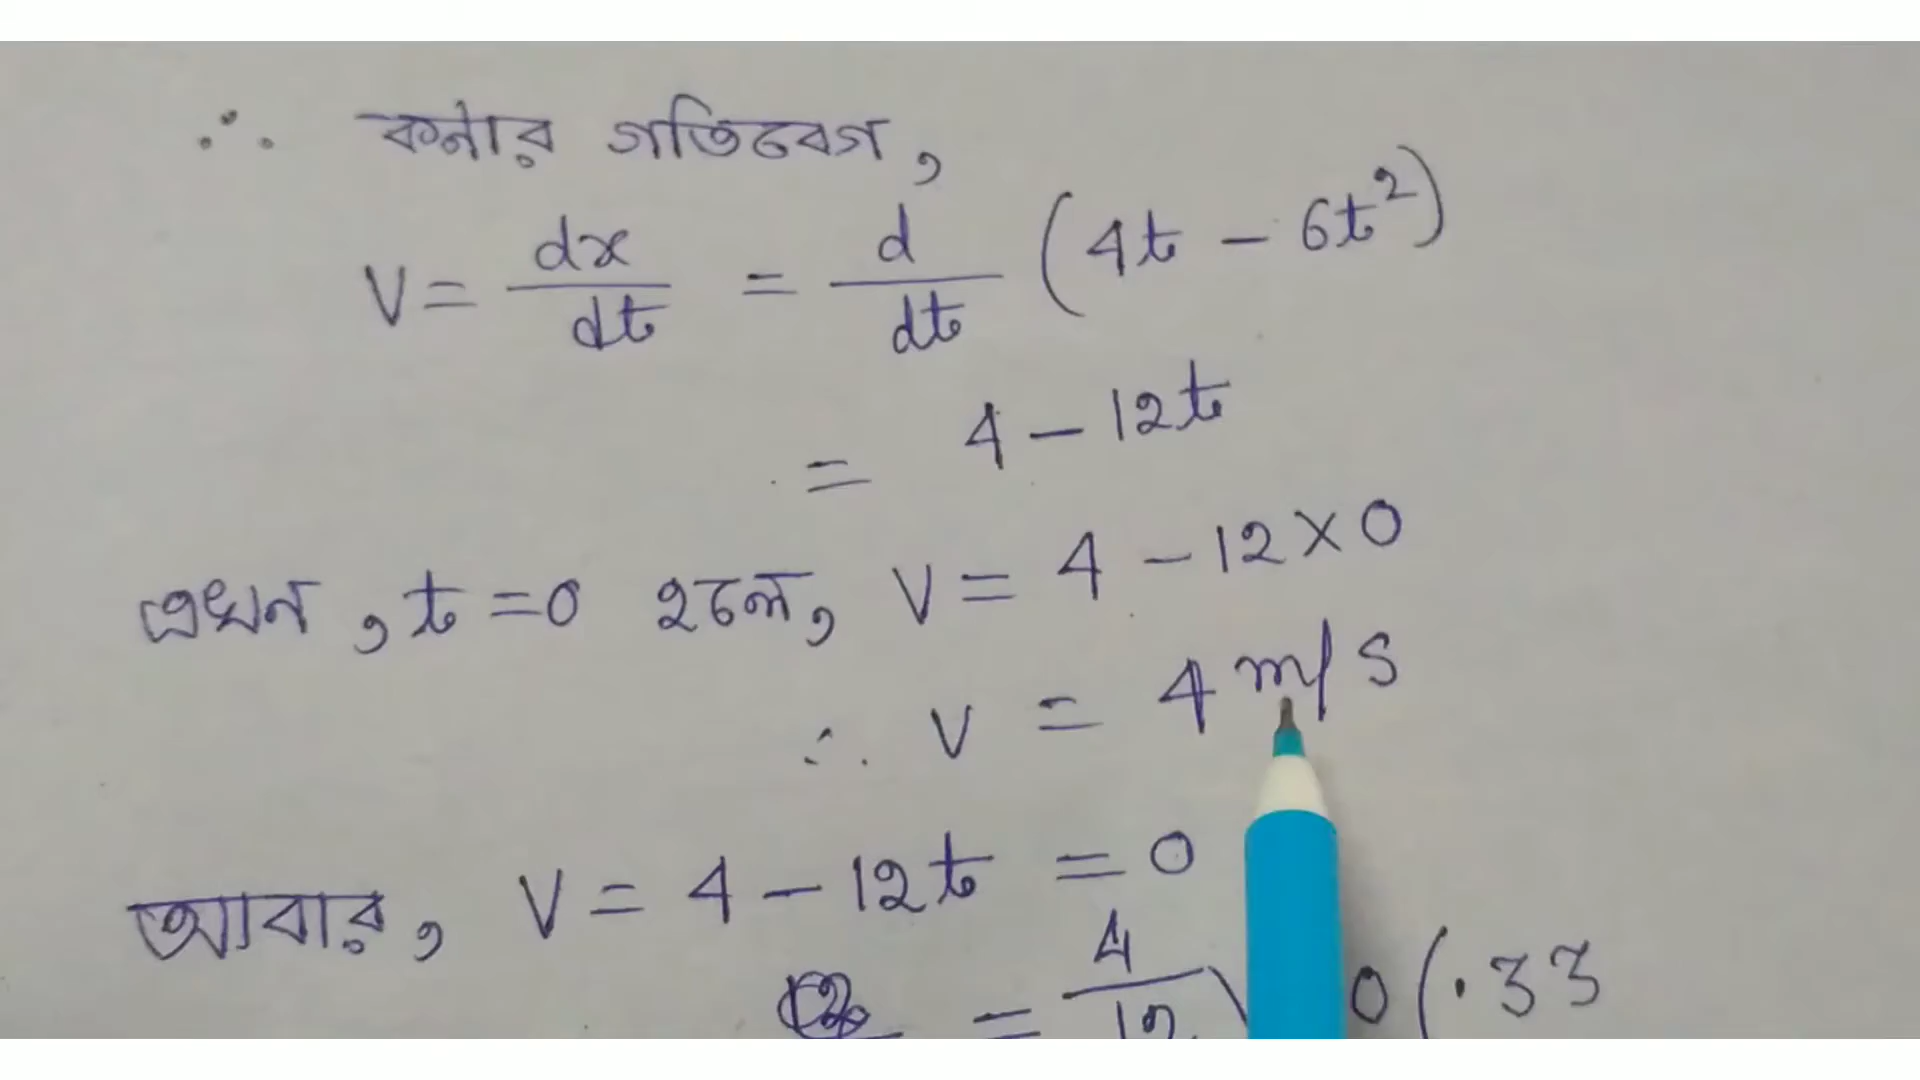 ∴ কনার গতিবেগ,
V = dx/dt = d/dt (4t - 6t²)
= 4 - 12t
এখন, t = 0 হলে, V = 4 - 12 × 0
∴ V = 4 m/s
আবার, V = 4 - 12t = 0
= 4/12 0(.33